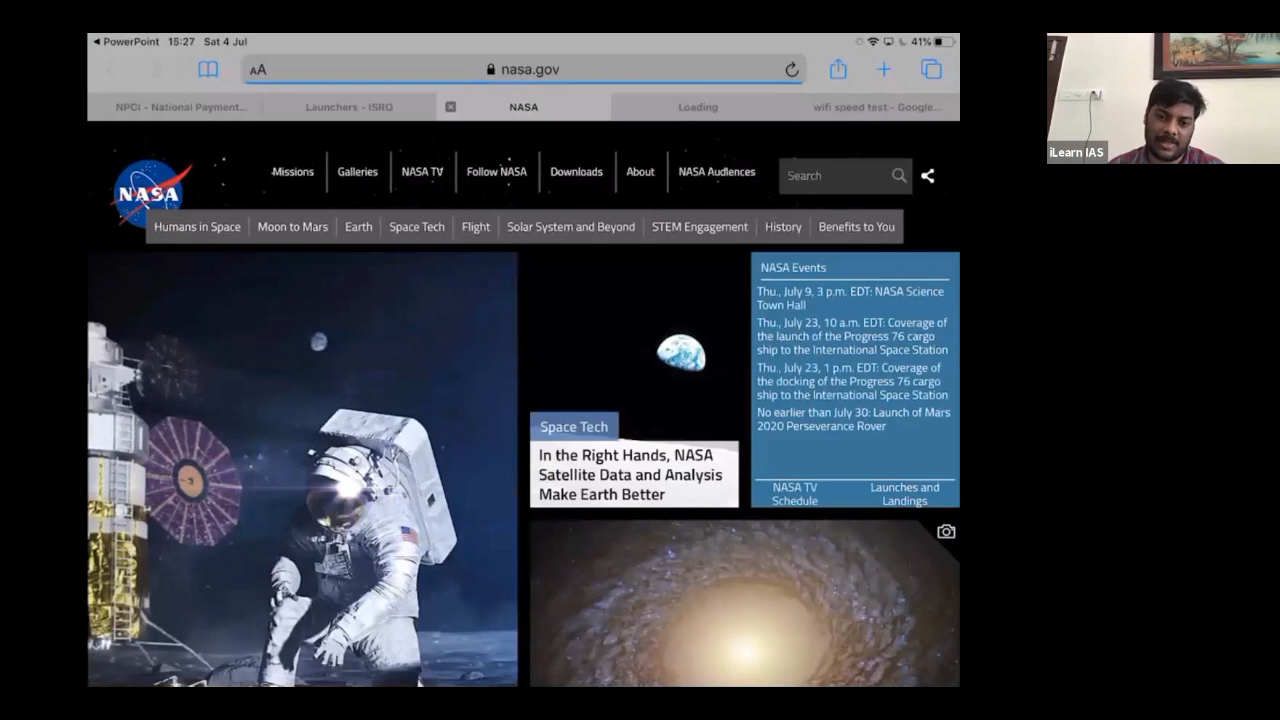 PowerPoint 15:27 Sat 4 Jul
41%
AA
nasa.gov
NPCI - National Payment...
Launchers - ISRO
NASA
Loading
wifi speed test - Google...
iLearn IAS
NASA
Missions
Galleries
NASA TV
Follow NASA
Downloads
About
NASA Audiences
Search
Humans in Space
Moon to Mars
Earth
Space Tech
Flight
Solar System and Beyond
STEM Engagement
History
Benefits to You
Space Tech
In the Right Hands, NASA
Satellite Data and Analysis
Make Earth Better
NASA Events
Thu., July 9, 3 p.m. EDT: NASA Science
Town Hall
Thu., July 23, 10 a.m. EDT: Coverage of
the launch of the Progress 76 cargo
ship to the International Space Station
Thu., July 23, 1 p.m. EDT: Coverage of
the docking of the Progress 76 cargo
ship to the International Space Station
No earlier than July 30: Launch of Mars
2020 Perseverance Rover
NASA TV
Schedule
Launches and
Landings